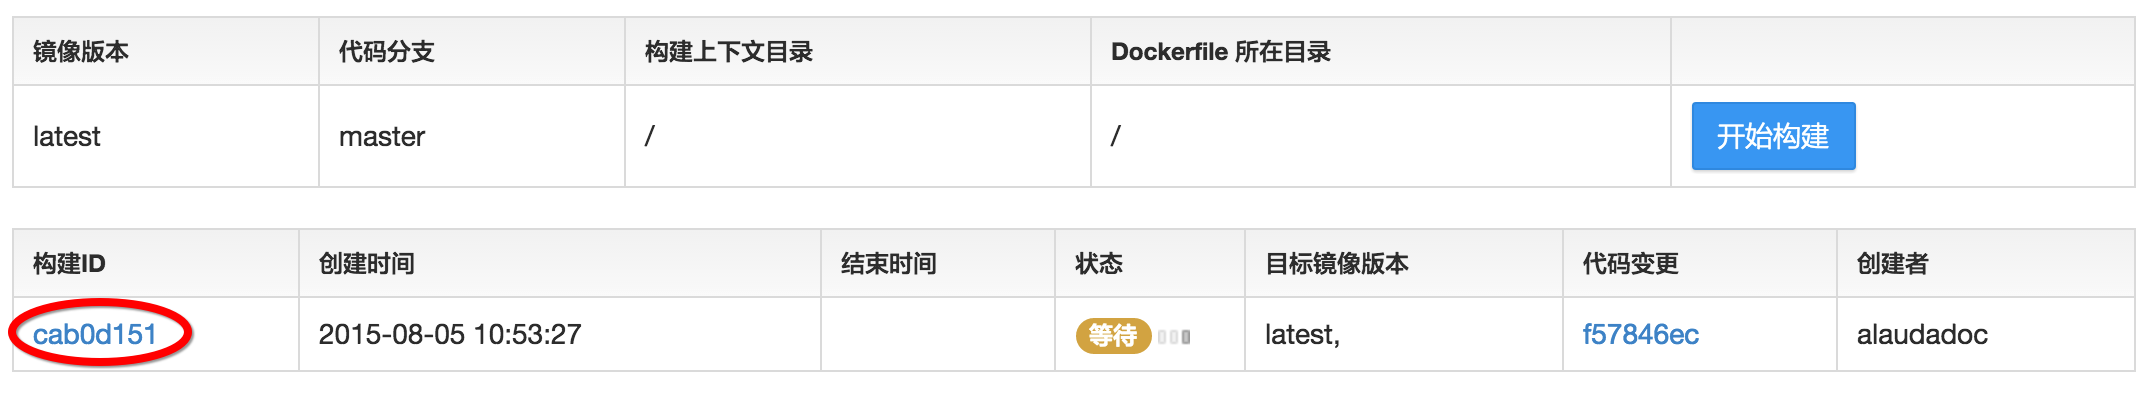 镜像版本 代码分支 构建上下文目录 Dockerfile 所在目录
latest master / / 开始构建
构建ID 创建时间 结束时间 状态 目标镜像版本 代码变更 创建者
cab0d151 2015-08-05 10:53:27 等待 latest, f57846ec alaudadoc